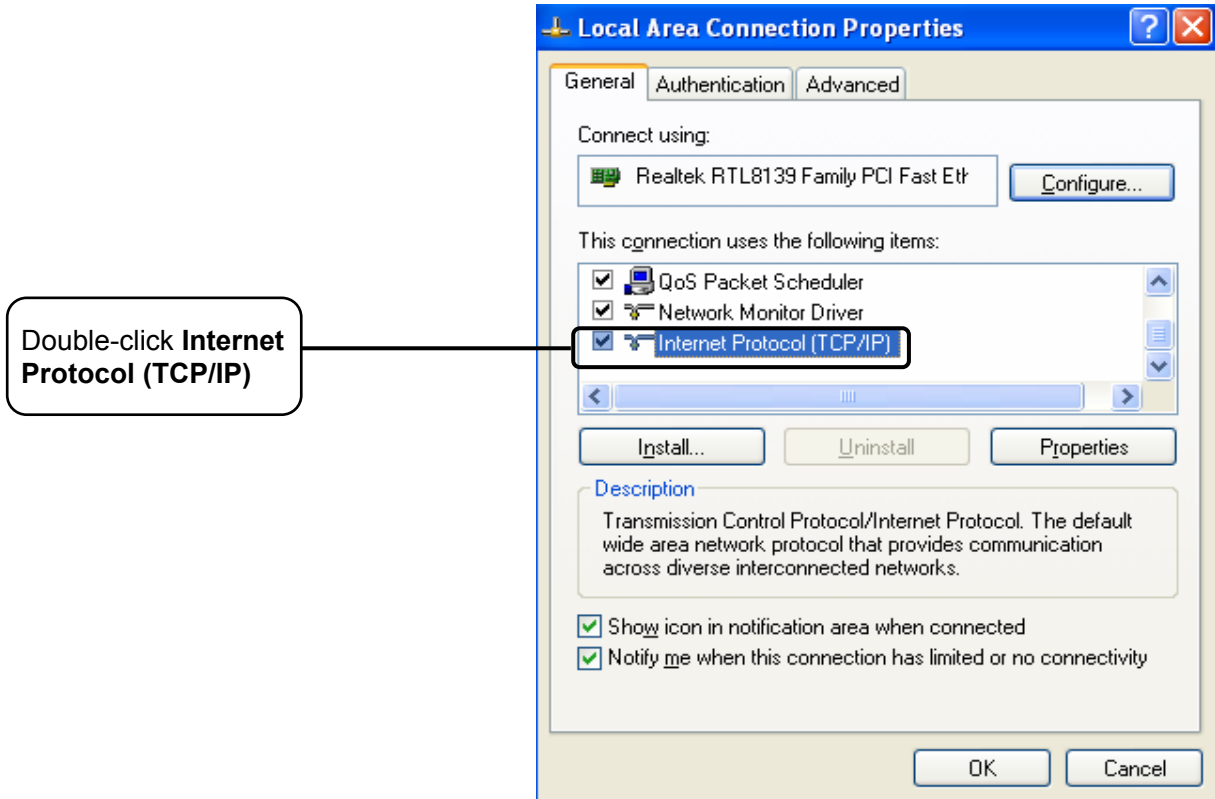 Local Area Connection Properties
General Authentication Advanced
Connect using:
Realtek RTL8139 Family PCI Fast Eth
Configure...
This connection uses the following items:
QoS Packet Scheduler
Network Monitor Driver
Internet Protocol (TCP/IP)
Double-click Internet
Protocol (TCP/IP)
Install... Uninstall Properties
Description
Transmission Control Protocol/Internet Protocol. The default
wide area network protocol that provides communication
across diverse interconnected networks.
Show icon in notification area when connected
Notify me when this connection has limited or no connectivity
OK Cancel